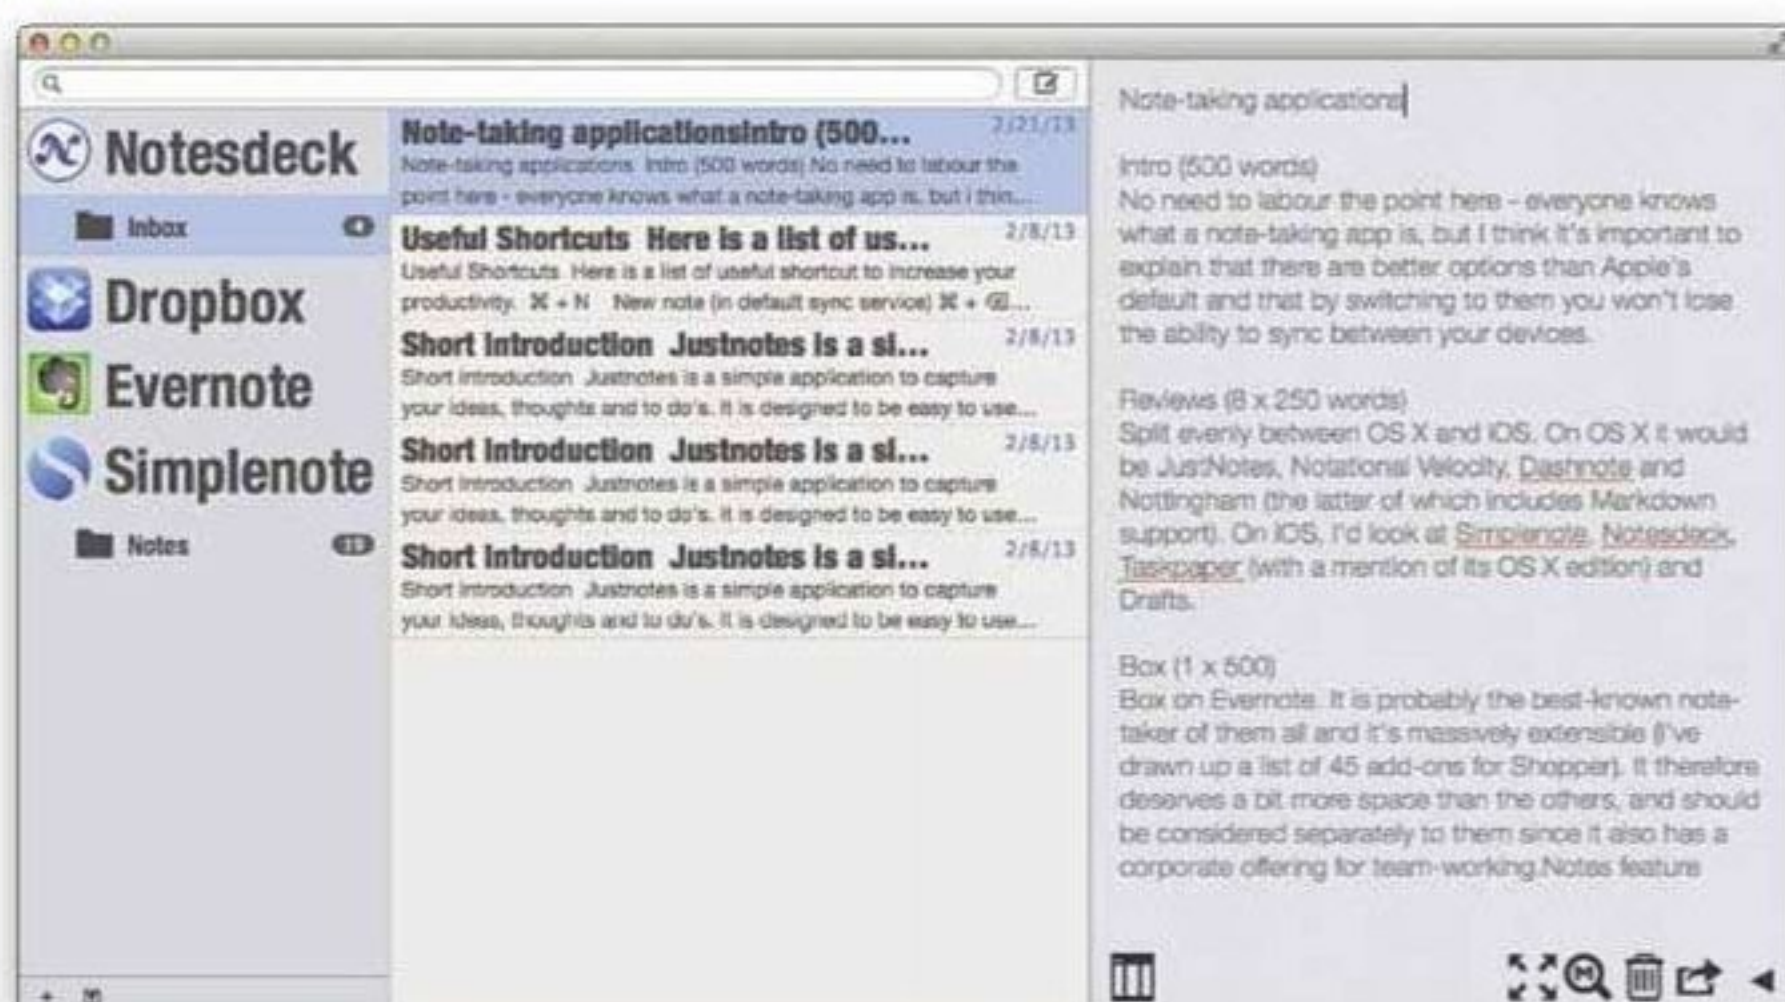 Notesdeck
Inbox
4
Dropbox
Evernote
Simplenote
Notes
Note-taking applicationsIntro (500...
2/21/13
Note-taking applications Intro (500 words) No need to labour the
point here - everyone knows what a note-taking app is, but i thin...
Useful Shortcuts Here is a list of us...
2/8/13
Useful Shortcuts Here is a list of useful shortcut to increase your
productivity. ⌘ + N New note (in default sync service) ⌘ + ⌫...
Short Introduction Justnotes is a si...
2/8/13
Short Introduction Justnotes is a simple application to capture
your ideas, thoughts and to do's. It is designed to be easy to use...
Short Introduction Justnotes is a si...
2/8/13
Short Introduction Justnotes is a simple application to capture
your ideas, thoughts and to do's. It is designed to be easy to use...
Short Introduction Justnotes is a si...
2/8/13
Short Introduction Justnotes is a simple application to capture
your ideas, thoughts and to do's. It is designed to be easy to use...
Note-taking applications
Intro (500 words)
No need to labour the point here - everyone knows
what a note-taking app is, but I think it's important to
explain that there are better options than Apple's
default and that by switching to them you won't lose
the ability to sync between your devices.
Reviews (8 x 250 words)
Split evenly between OS X and iOS. On OS X it would
be JustNotes, Notational Velocity, Dashnote and
Nottingham (the latter of which includes Markdown
support). On iOS, I'd look at Simplenote, Notesdeck,
Taskpaper (with a mention of its OS X edition) and
Drafts.
Box (1 x 500)
Box on Evernote. It is probably the best-known note-
taker of them all and it's massively extensible (I've
drawn up a list of 45 add-ons for Shopper). It therefore
deserves a bit more space than the others, and should
be considered separately to them since it also has a
corporate offering for team-working.Notes feature
M